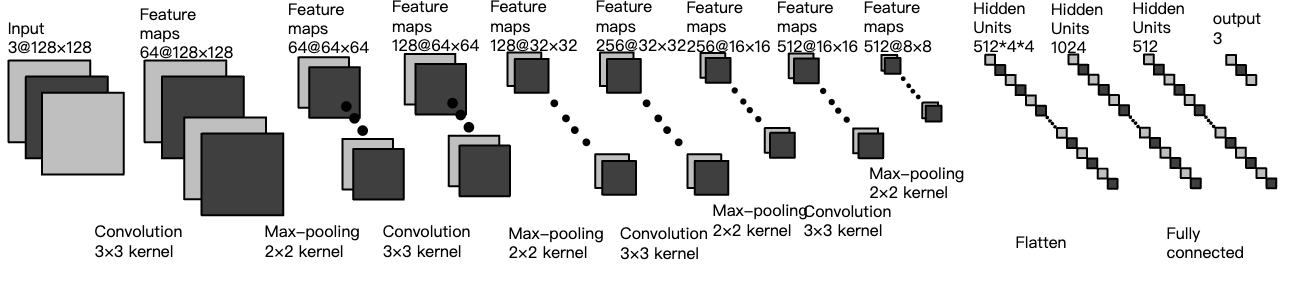 Input
3@128×128
Feature
maps
64@128×128
Feature
maps
64@64×64
Feature
maps
128@64×64
Feature
maps
128@32×32
Feature
maps
256@32×32
Feature
maps
256@16×16
Feature
maps
512@16×16
Feature
maps
512@8×8
Hidden
Units
512*4*4
Hidden
Units
1024
Hidden
Units
512
output
3
Convolution
3×3 kernel
Max-pooling
2×2 kernel
Convolution
3×3 kernel
Max-pooling
2×2 kernel
Convolution
3×3 kernel
Max-pooling
2×2 kernel
Convolution
3×3 kernel
Max-pooling
2×2 kernel
Flatten
Fully
connected